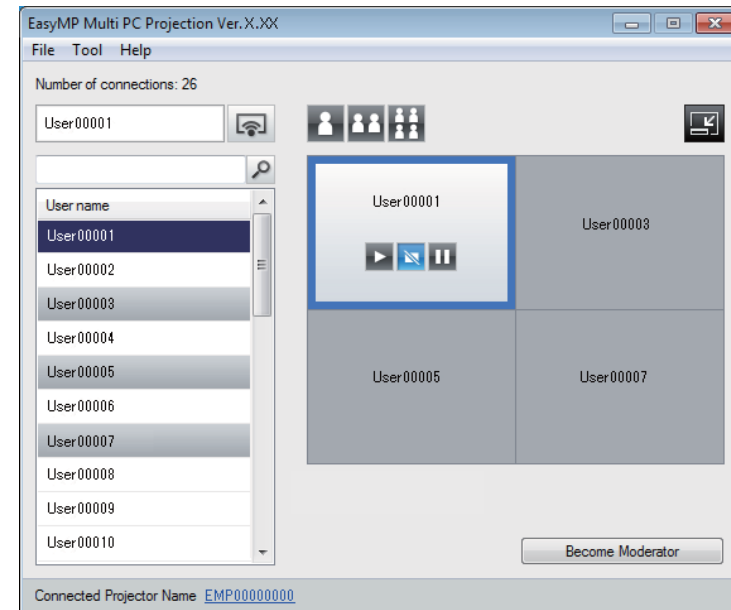 EasyMP Multi PC Projection Ver.X.XX
File Tool Help
Number of connections: 26
User00001
User name
User00001
User00002
User00003
User00004
User00005
User00006
User00007
User00008
User00009
User00010
User00001
User00003
User00005
User00007
Become Moderator
Connected Projector Name EMP00000000